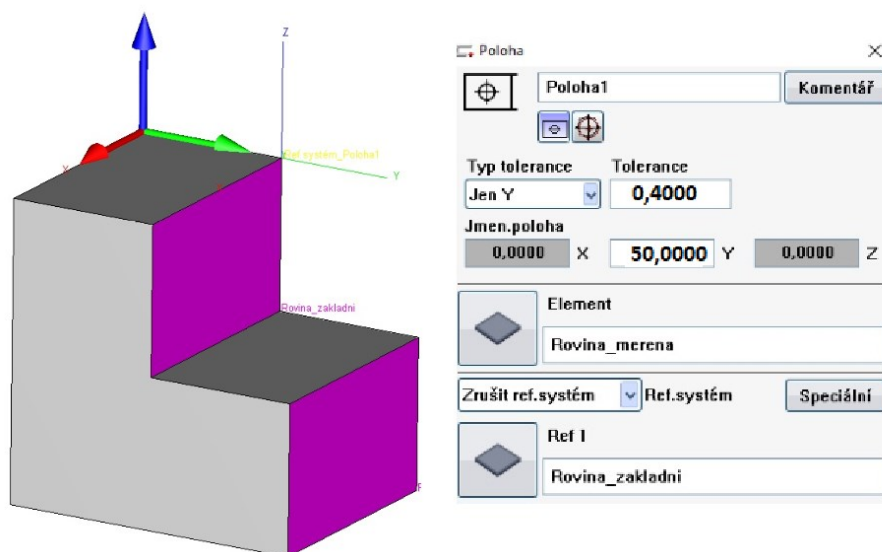 Z
Ref.systém_Poloha1
X
Y
Rovina_zakladni
Poloha
Poloha1
Komentář
Typ tolerance
Tolerance
Jen Y
0,4000
Jmen.poloha
0,0000 X 50,0000 Y 0,0000 Z
Element
Rovina_merena
Zrušit ref.systém Ref.systém Speciální
Ref 1
Rovina_zakladni